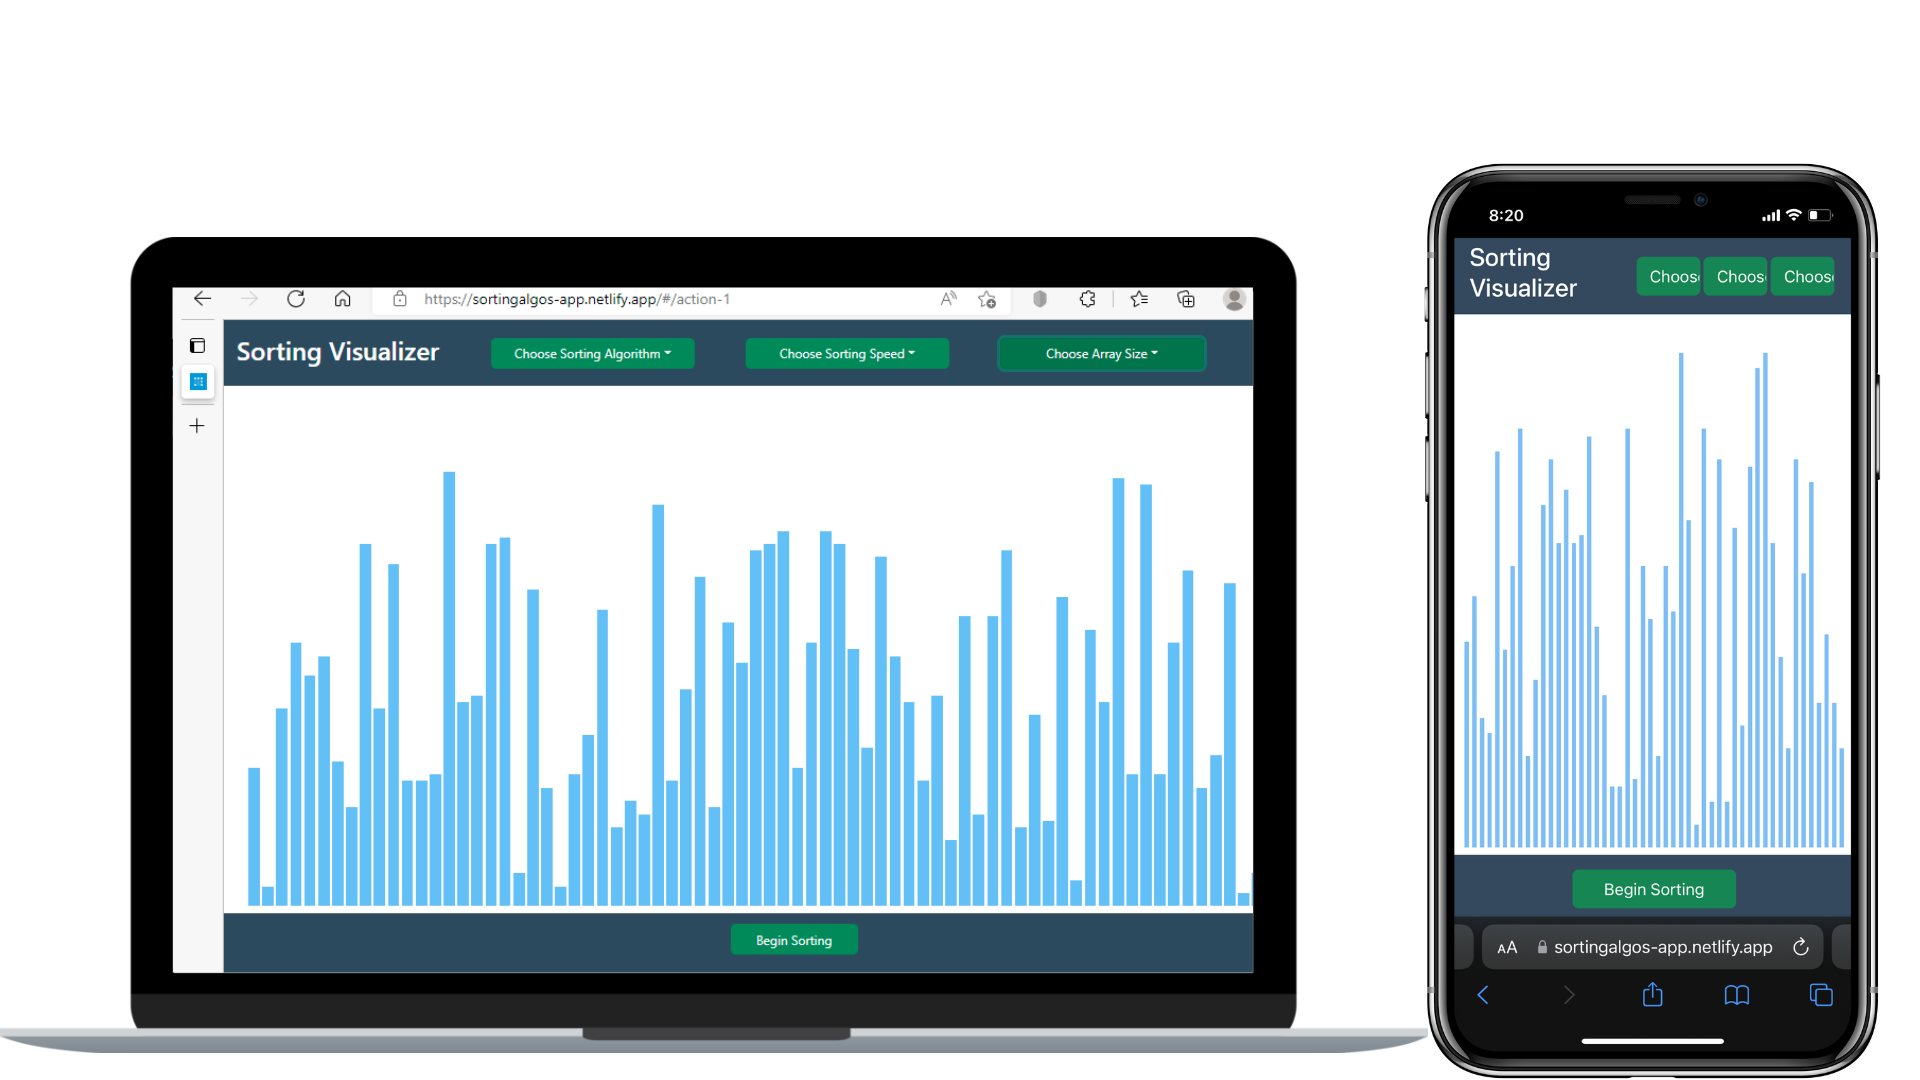 https://sortingalgos-app.netlify.app/#/action-1
Sorting Visualizer
Choose Sorting Algorithm
Choose Sorting Speed
Choose Array Size
Begin Sorting
8:20
Sorting
Visualizer
Choos
Choos
Choos
Begin Sorting
AA
sortingalgos-app.netlify.app